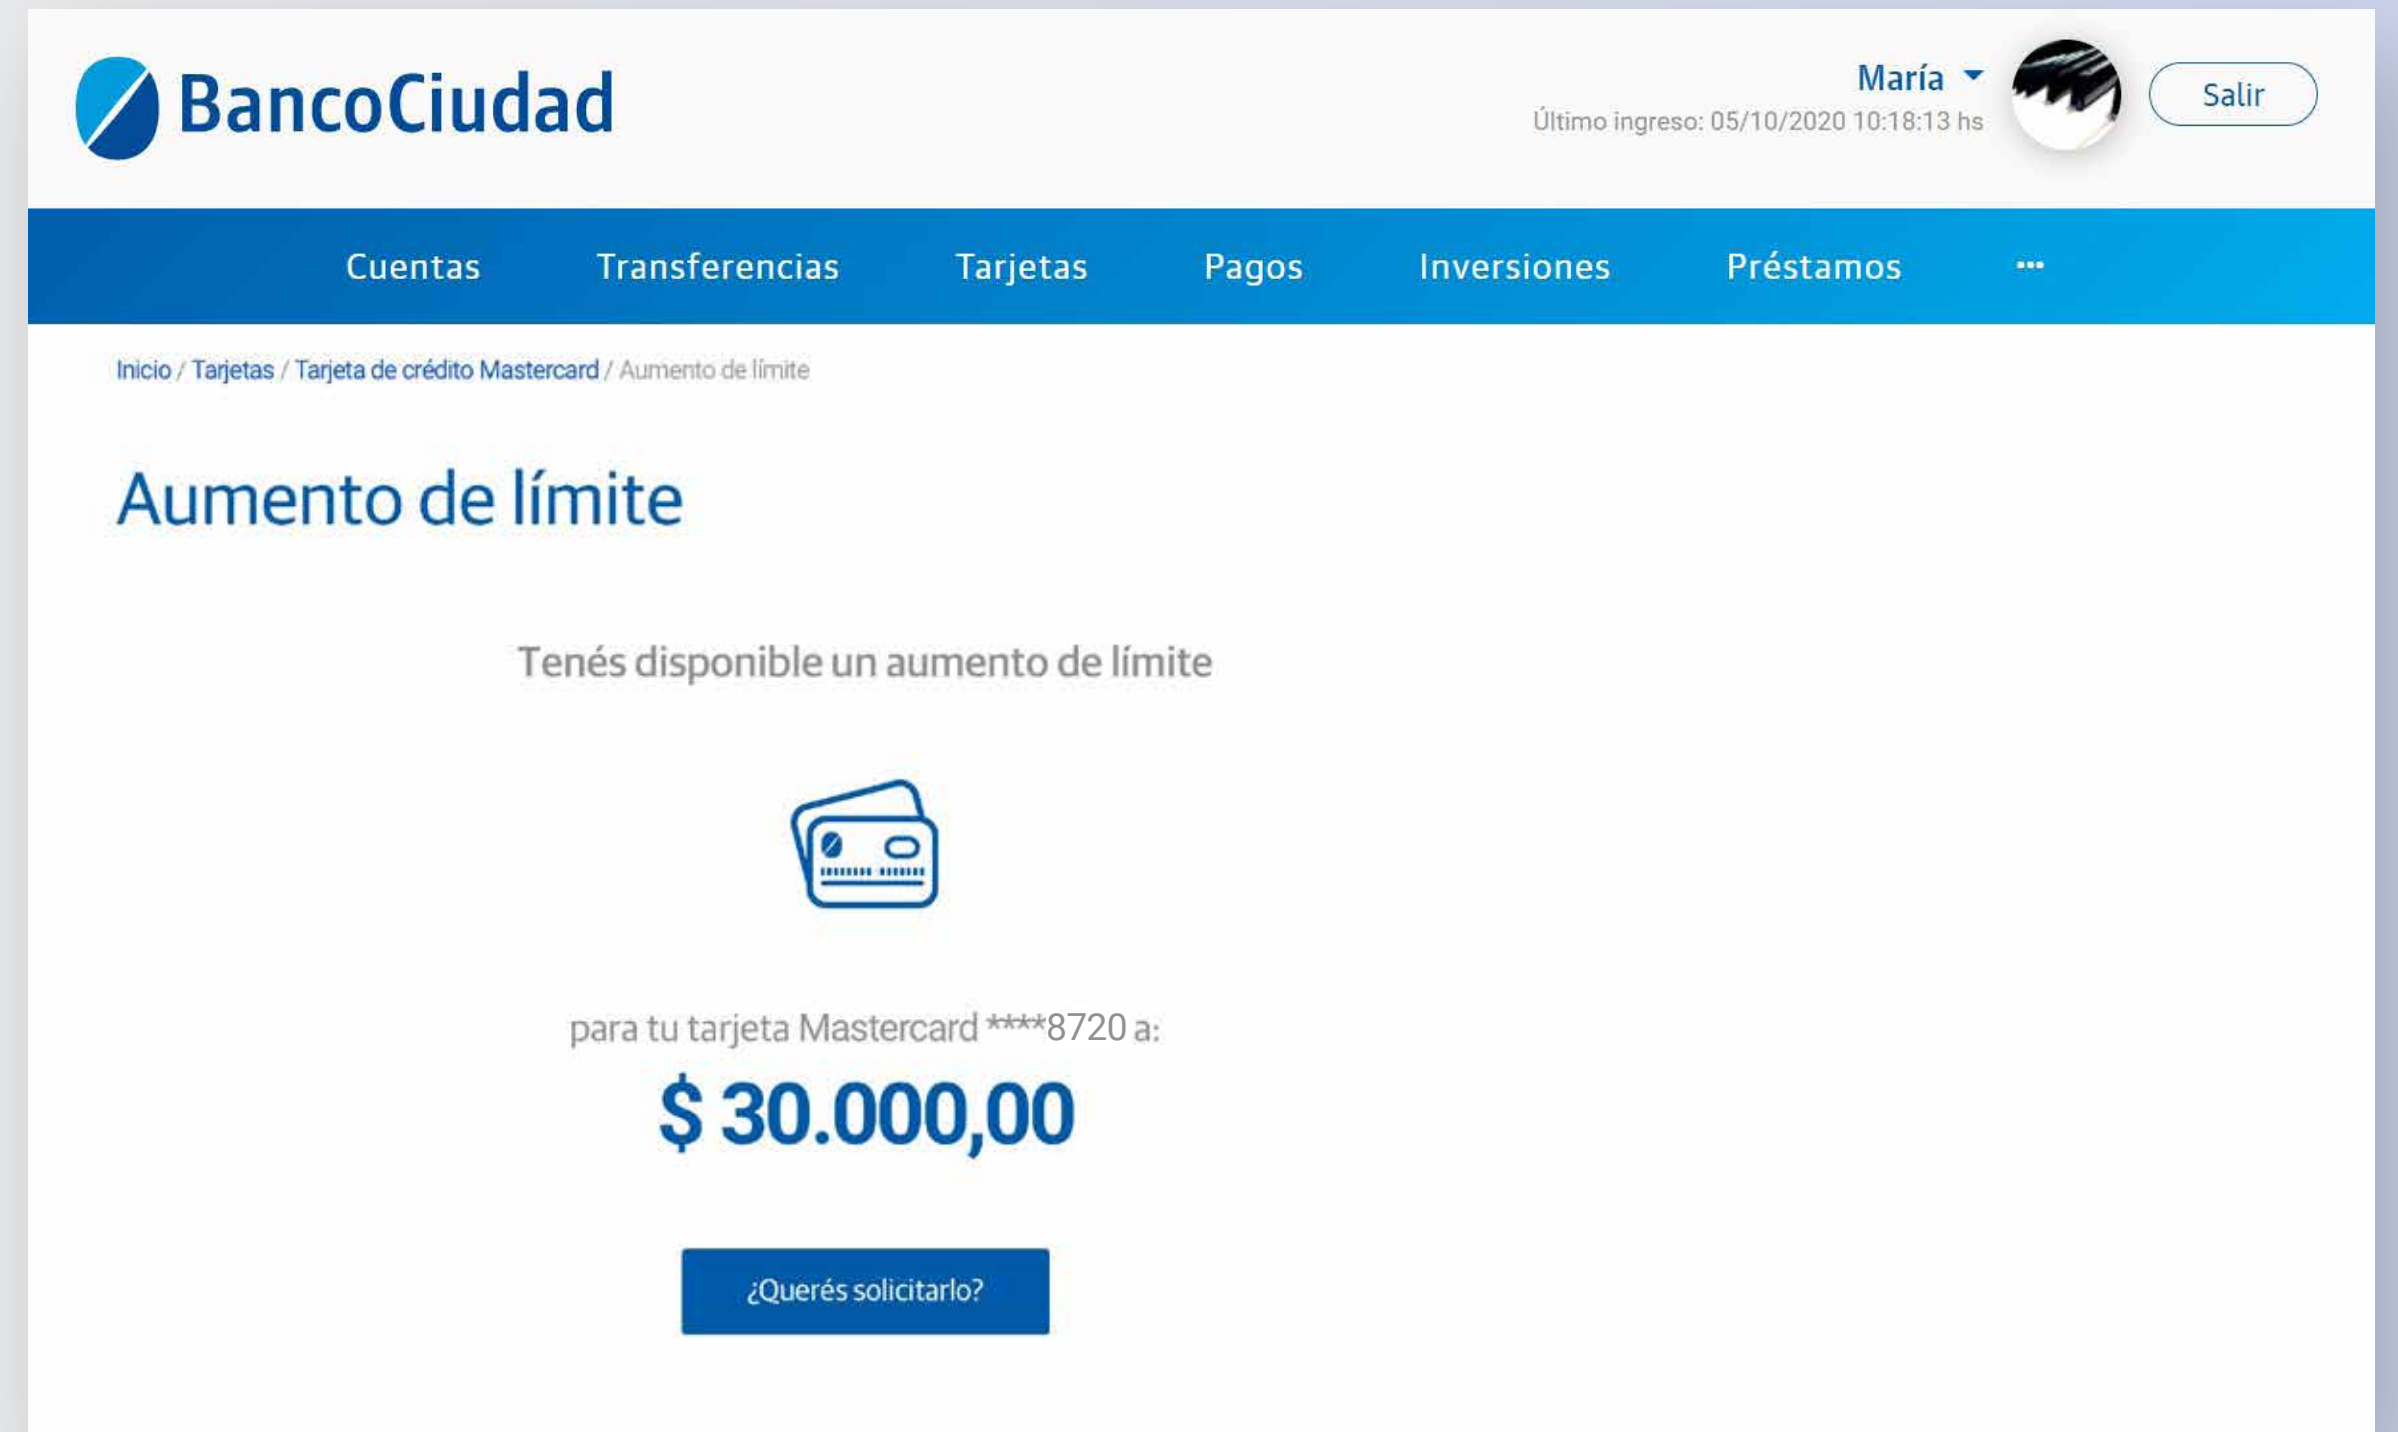 BancoCiudad
María
Último ingreso: 05/10/2020 10:18:13 hs
Salir
Cuentas Transferencias Tarjetas Pagos Inversiones Préstamos ...
Inicio / Tarjetas / Tarjeta de crédito Mastercard / Aumento de límite
Aumento de límite
Tenés disponible un aumento de límite
para tu tarjeta Mastercard ****8720 a:
$ 30.000,00
¿Querés solicitarlo?